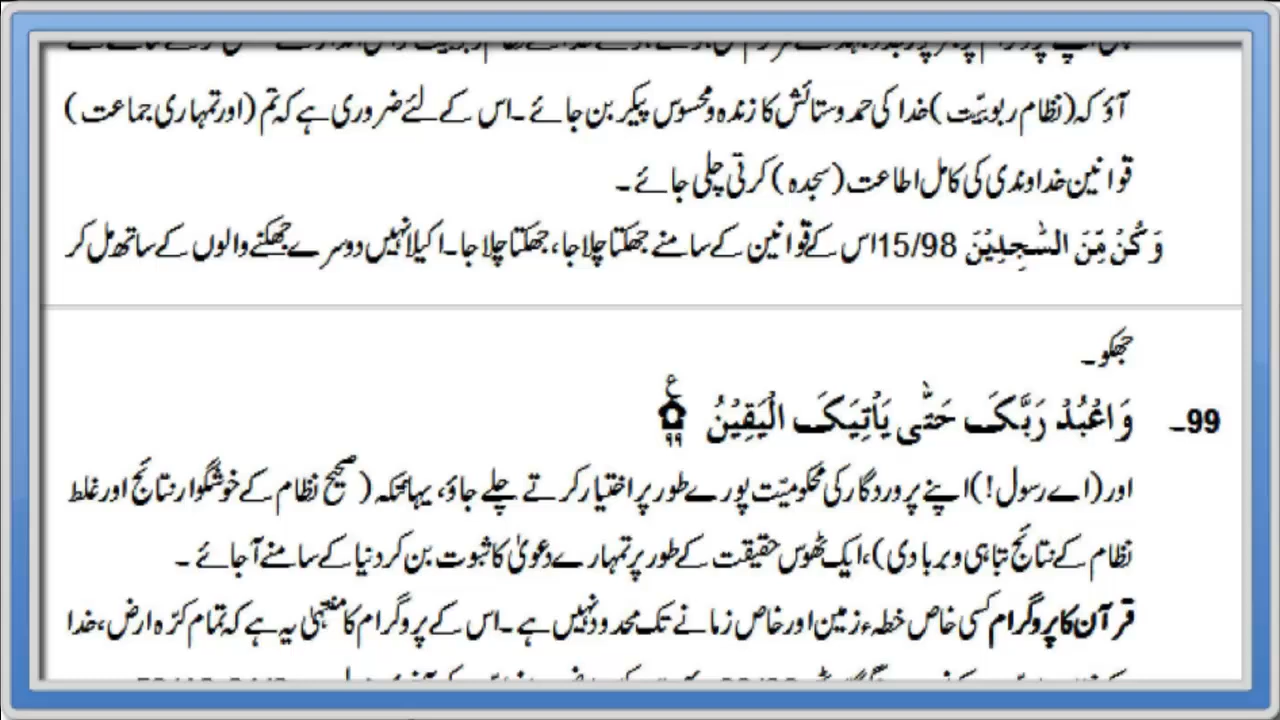 آؤ کہ (نظام ربوبیّت) خدا کی حمد و ستائش کا زندہ و محسوس پیکر بن جائے۔ اس کے لئے ضروری ہے کہ تم (اور تمہاری جماعت)
قوانین خداوندی کی کامل اطاعت (سجدہ) کرتی چلی جائے۔
وَ کُنۡ مِّنَ السّٰجِدِیۡنَ 15/98 اس کے قوانین کے سامنے جھکتا چلا جا، جھکتا چلا جا۔ اکیلا نہیں دوسرے جھکنے والوں کے ساتھ مل کر
جھکو۔
99۔ وَ اعۡبُدۡ رَبَّکَ حَتّٰی یَاۡتِیَکَ الۡیَقِیۡنُ ٩٩ ع
اور (اے رسول!) اپنے پروردگار کی محکومیّت پورے طور پر اختیار کرتے چلے جاؤ، یہانتکہ (صحیح نظام کے خوشگوار نتائج اور غلط
نظام کے نتائج تباہی و بربادی)، ایک ٹھوس حقیقت کے طور پر تمہارے دعویٰ کا ثبوت بن کر دنیا کے سامنے آ جائے۔
قرآن کا پروگرام کسی خاص خطہء زمین اور خاص زمانے تک محدود نہیں ہے۔ اس کے پروگرام کا منتہیٰ یہ ہے کہ تمام کرّہ ارض، خدا